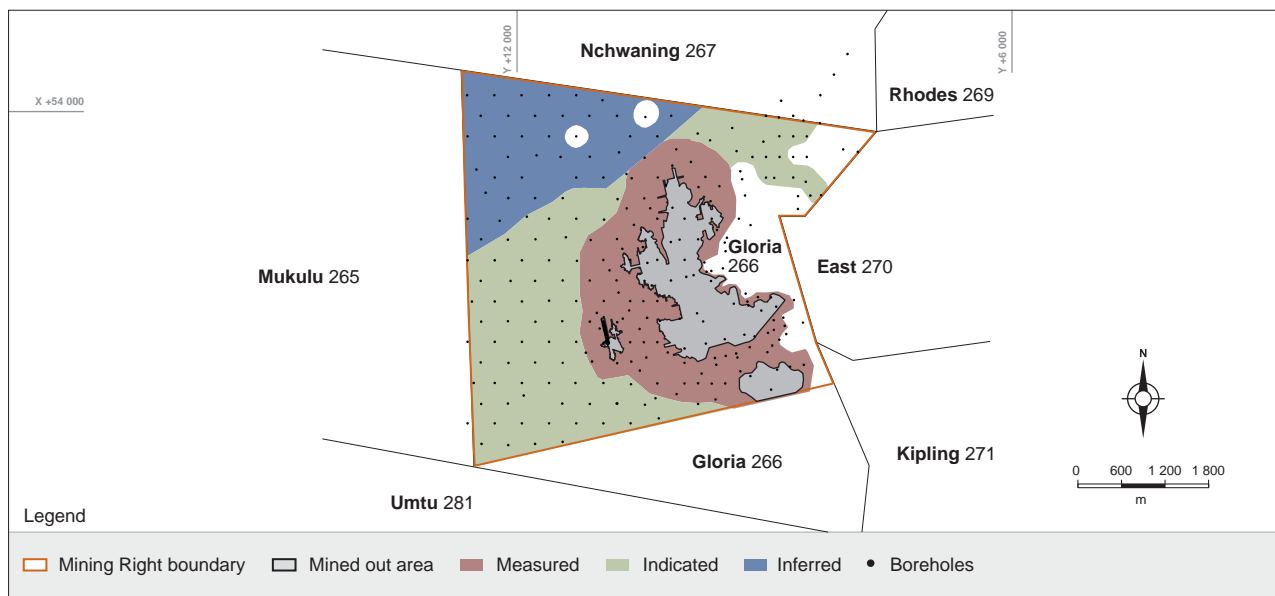 Nchwaning 267
Y +12 000
Y +6 000
X +54 000
Rhodes 269
Gloria
266
East 270
Mukulu 265
N
Gloria 266
Kipling 271
0 600 1 200 1 800
m
Umtu 281
Legend
Mining Right boundary Mined out area Measured Indicated Inferred Boreholes